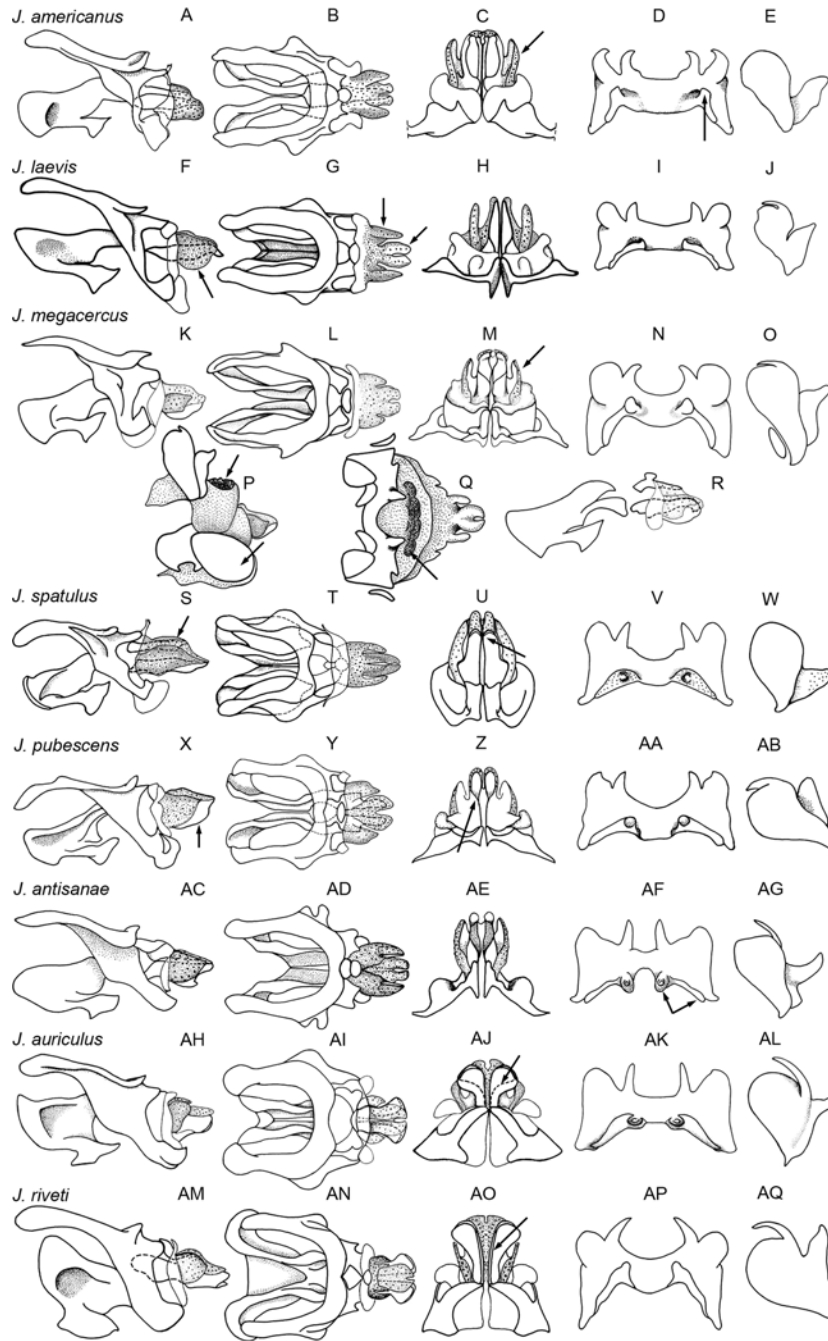 J. americanus A B C D E
J. laevis F G H I J
J. megacercus K L M N O
P Q R
J. spatulus S T U V W
J. pubescens X Y Z AA AB
J. antisanae AC AD AE AF AG
J. auriculus AH AI AJ AK AL
J. riveti AM AN AO AP AQ